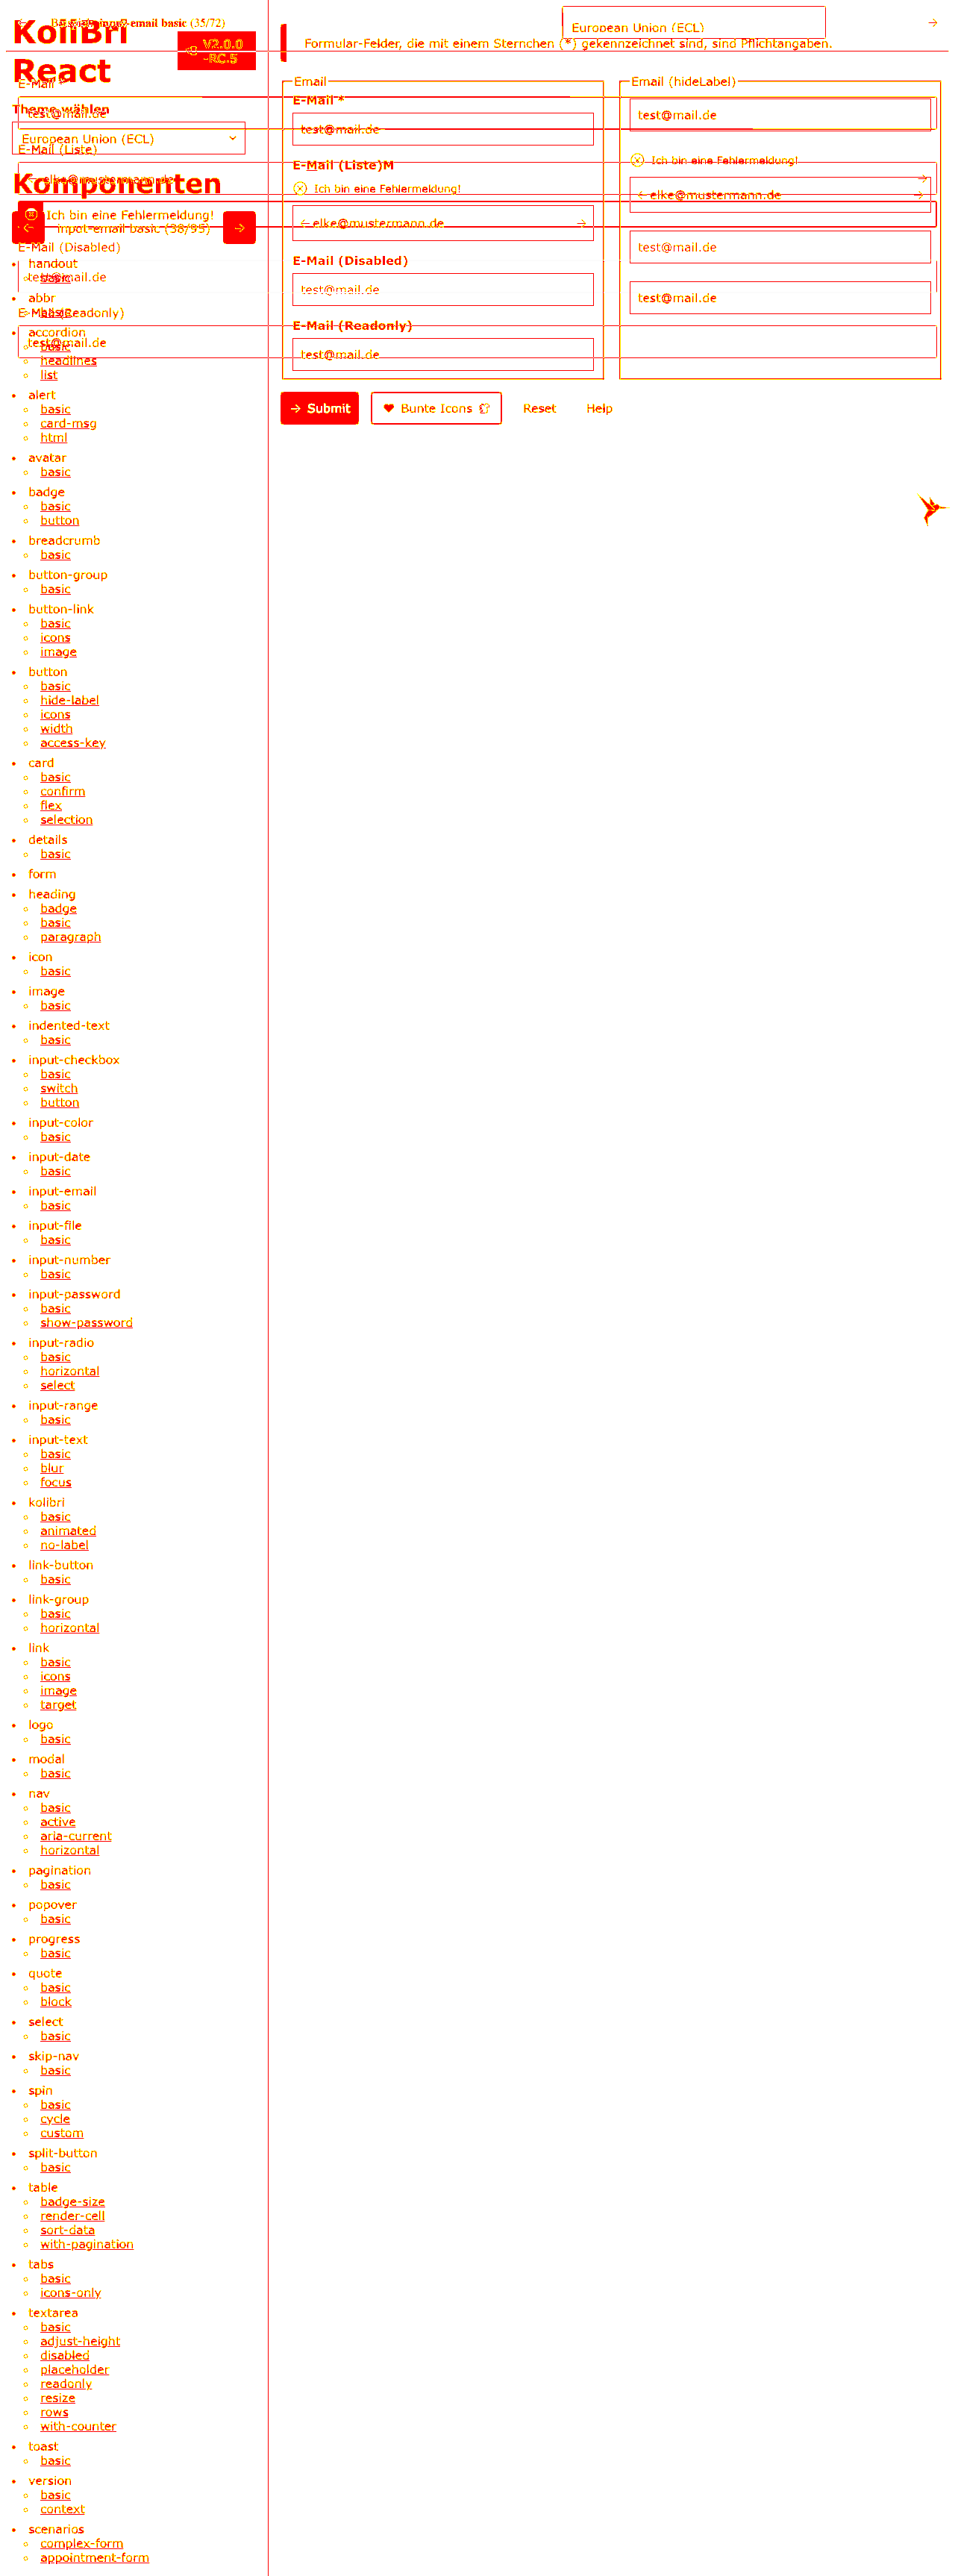 KoliBri
React
input-email basic (35/72)
V2.0.0
-RC.5
European Union (ECL)
Formular-Felder, die mit einem Sternchen (*) gekennzeichnet sind, sind Pflichtangaben.
E-Mail *
Theme wählen
test@mail.de
European Union (ECL)
E-Mail (Liste)
elke@mustermann.de
Komponenten
Ich bin eine Fehlermeldung!
input-email basic (38/95)
E-Mail (Disabled)
test@mail.de
E-Mail (Readonly)
test@mail.de
Email
E-Mail *
test@mail.de
E-Mail (Liste)M
Ich bin eine Fehlermeldung!
elke@mustermann.de
E-Mail (Disabled)
test@mail.de
E-Mail (Readonly)
test@mail.de
Email (hideLabel)
test@mail.de
Ich bin eine Fehlermeldung!
elke@mustermann.de
test@mail.de
test@mail.de
Submit
Bunte Icons
Reset
Help
handout
basic
abbr
basic
accordion
basic
headlines
list
alert
basic
card-msg
html
avatar
basic
badge
basic
button
breadcrumb
basic
button-group
basic
button-link
basic
icons
image
button
basic
hide-label
icons
width
access-key
card
basic
confirm
flex
selection
details
basic
form
heading
badge
basic
paragraph
icon
basic
image
basic
indented-text
basic
input-checkbox
basic
switch
button
input-color
basic
input-date
basic
input-email
basic
input-file
basic
input-number
basic
input-password
basic
show-password
input-radio
basic
horizontal
select
input-range
basic
input-text
basic
blur
focus
kolibri
basic
animated
no-label
link-button
basic
link-group
basic
horizontal
link
basic
icons
image
target
logo
basic
modal
basic
nav
basic
active
aria-current
horizontal
pagination
basic
popover
basic
progress
basic
quote
basic
block
select
basic
skip-nav
basic
spin
basic
cycle
custom
split-button
basic
table
badge-size
render-cell
sort-data
with-pagination
tabs
basic
icons-only
textarea
basic
adjust-height
disabled
placeholder
readonly
resize
rows
with-counter
toast
basic
version
basic
context
scenarios
complex-form
appointment-form